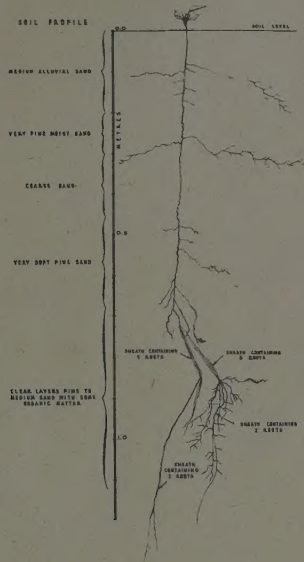 SOIL PROFILE
0.0
SOIL LEVEL
MEDIUM ALLUVIAL SAND
METRES
VERY FINE MOIST SAND
COARSE SAND
0.5
VERY SOFT FINE SAND
SHEATH CONTAINING
5 ROOTS
SHEATH CONTAINING
ROOTS
CLEAR LAYERS FINE TO
MEDIUM SAND WITH SOME
ORGANIC MATTER
SHEATH CONTAINING
2 ROOTS
1.0
SHEATH
CONTAINING
2 ROOTS